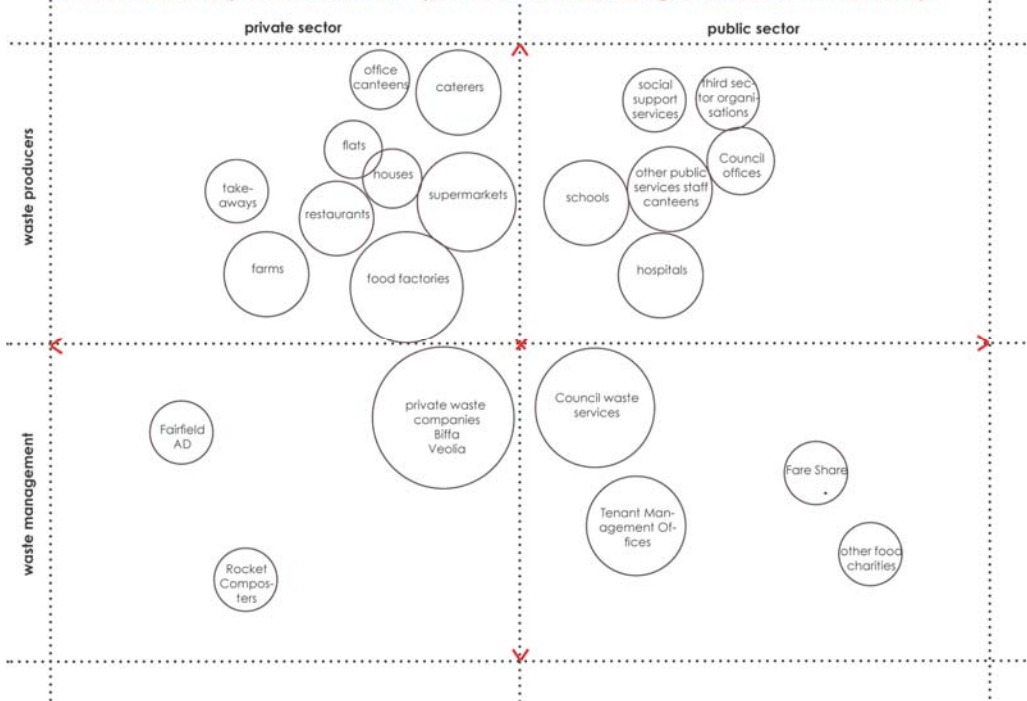 private sector
public sector
waste producers
office
canteens
caterers
flats
houses
take-
aways
restaurants
supermarkets
farms
food factories
social
support
services
third sec-
tor organi-
sations
Council
offices
other public
services staff
canteens
schools
hospitals
waste management
private waste
companies
Biffa
Veolia
Fairfield
AD
Rocket
Compos-
ters
Council waste
services
Tenant Man-
agement Of-
fices
Fare Share
other food
charities